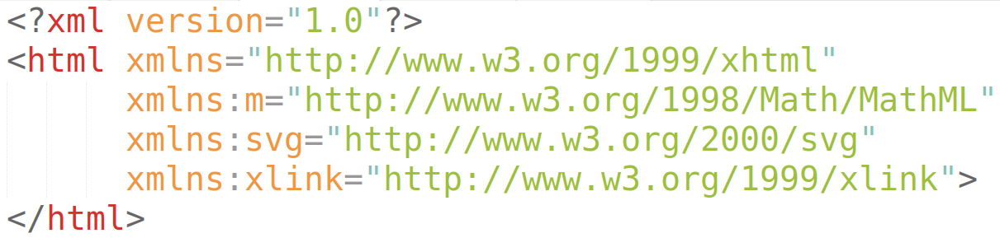 <?xml version="1.0"?>
<html xmlns="http://www.w3.org/1999/xhtml"
      xmlns:m="http://www.w3.org/1998/Math/MathML"
      xmlns:svg="http://www.w3.org/2000/svg"
      xmlns:xlink="http://www.w3.org/1999/xlink">
</html>